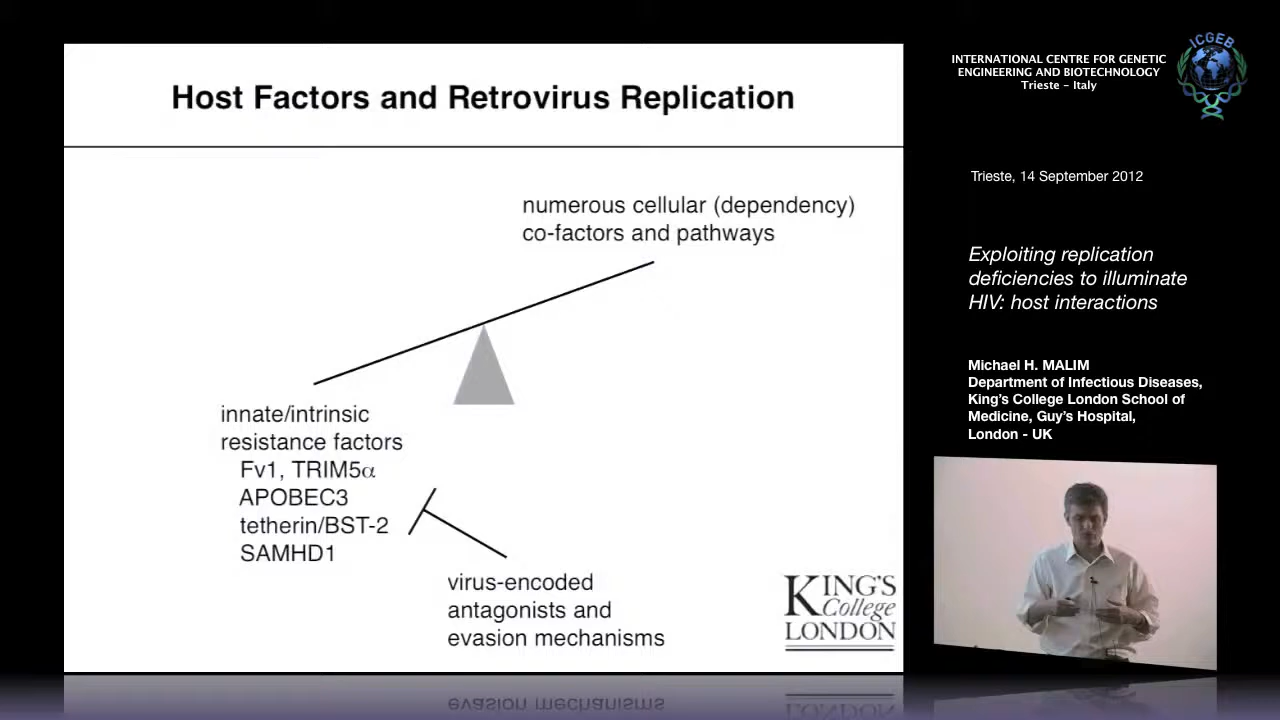 Host Factors and Retrovirus Replication
numerous cellular (dependency)
co-factors and pathways
innate/intrinsic
resistance factors
Fv1, TRIM5α
APOBEC3
tetherin/BST-2
SAMHD1
virus-encoded
antagonists and
evasion mechanisms
KING'S
College
LONDON
INTERNATIONAL CENTRE FOR GENETIC
ENGINEERING AND BIOTECHNOLOGY
Trieste – Italy
ICGEB
Trieste, 14 September 2012
Exploiting replication
deficiencies to illuminate
HIV: host interactions
Michael H. MALIM
Department of Infectious Diseases,
King's College London School of
Medicine, Guy's Hospital,
London - UK